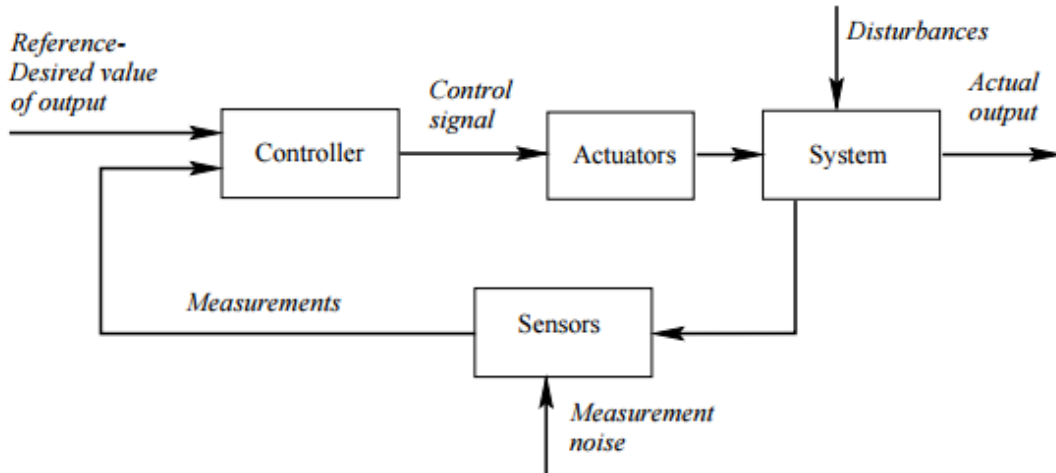 Reference-
Desired value
of output
Control
signal
Disturbances
Actual
output
Controller
Actuators
System
Measurements
Sensors
Measurement
noise